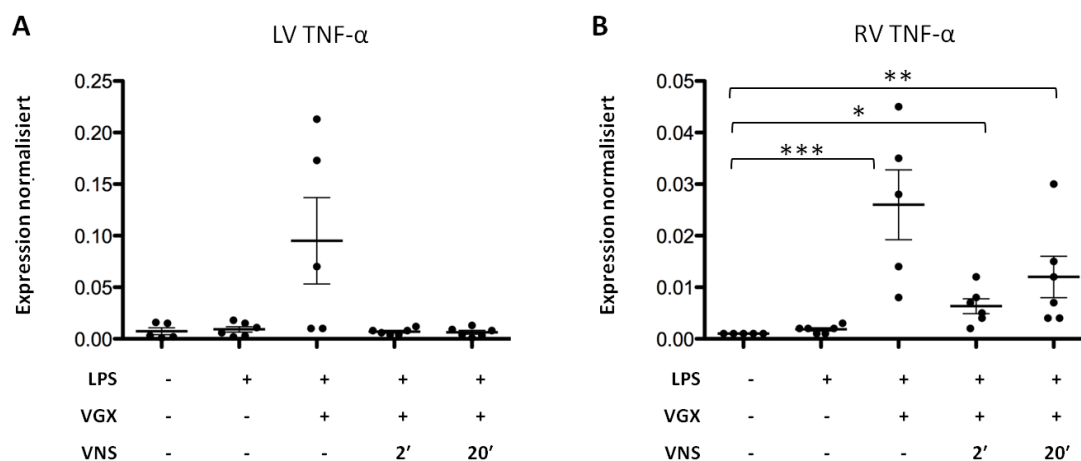 A
LV TNF-α
Expression normalisiert
0.25
0.20
0.15
0.10
0.05
0.00
LPS - + + + +
VGX - - + + +
VNS - - - 2′ 20′
B
RV TNF-α
Expression normalisiert
0.05
0.04
0.03
0.02
0.01
0.00
**
*
***
LPS - + + + +
VGX - - + + +
VNS - - - 2′ 20′